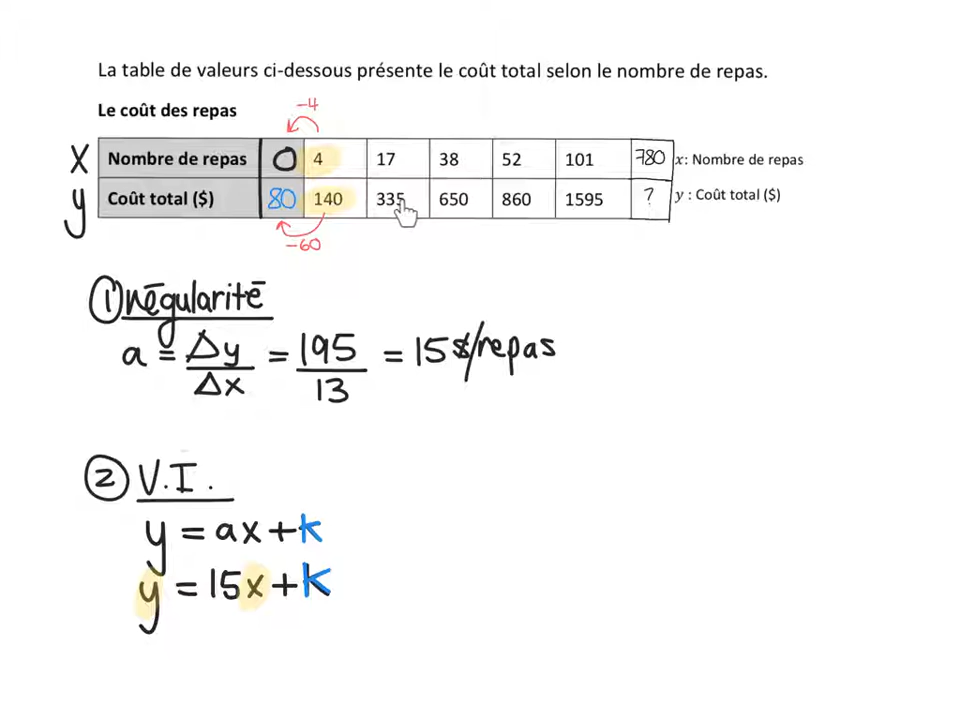 La table de valeurs ci-dessous présente le coût total selon le nombre de repas.
Le coût des repas
-4
x Nombre de repas 0 4 17 38 52 101 780 x: Nombre de repas
y Coût total ($) 80 140 335 650 860 1595 ? y : Coût total ($)
-60
① régularité
a = Δy/Δx = 195/13 = 15$/repas
② V.I.
y = ax + k
y = 15x + k